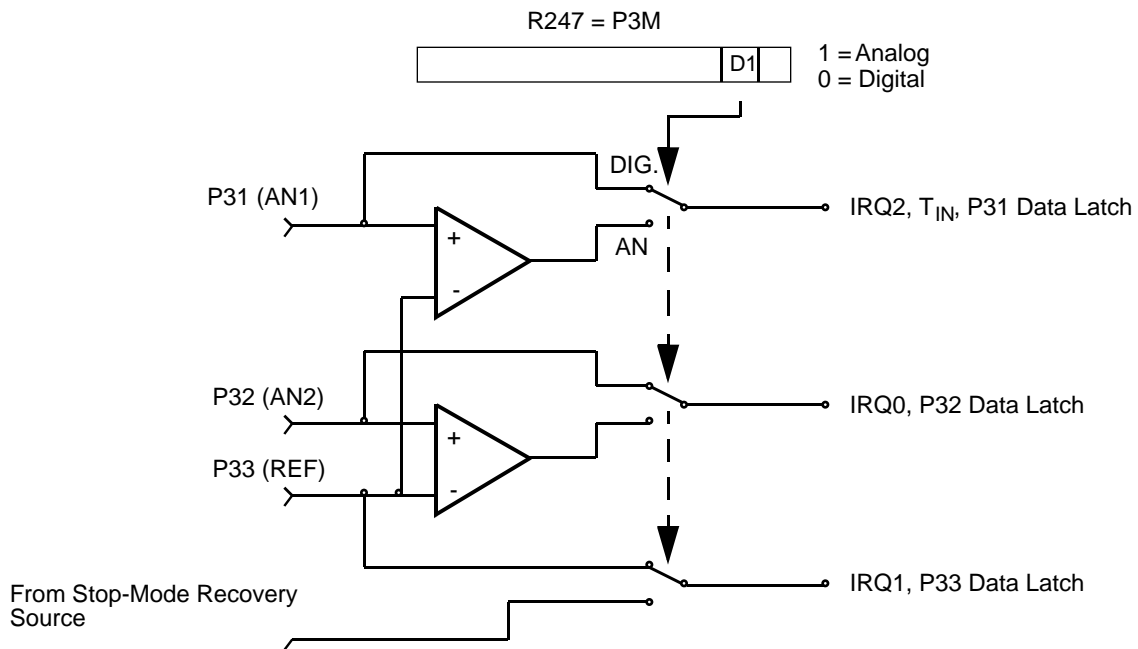 R247 = P3M
D1
1 = Analog
0 = Digital
DIG.
P31 (AN1)
+
IRQ2, TIN, P31 Data Latch
AN
-
P32 (AN2)
+
IRQ0, P32 Data Latch
P33 (REF)
-
From Stop-Mode Recovery
Source
IRQ1, P33 Data Latch